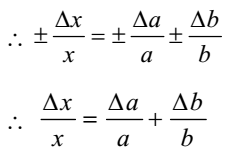 ∴ ± Δx/x = ± Δa/a ± Δb/b
∴ Δx/x = Δa/a + Δb/b